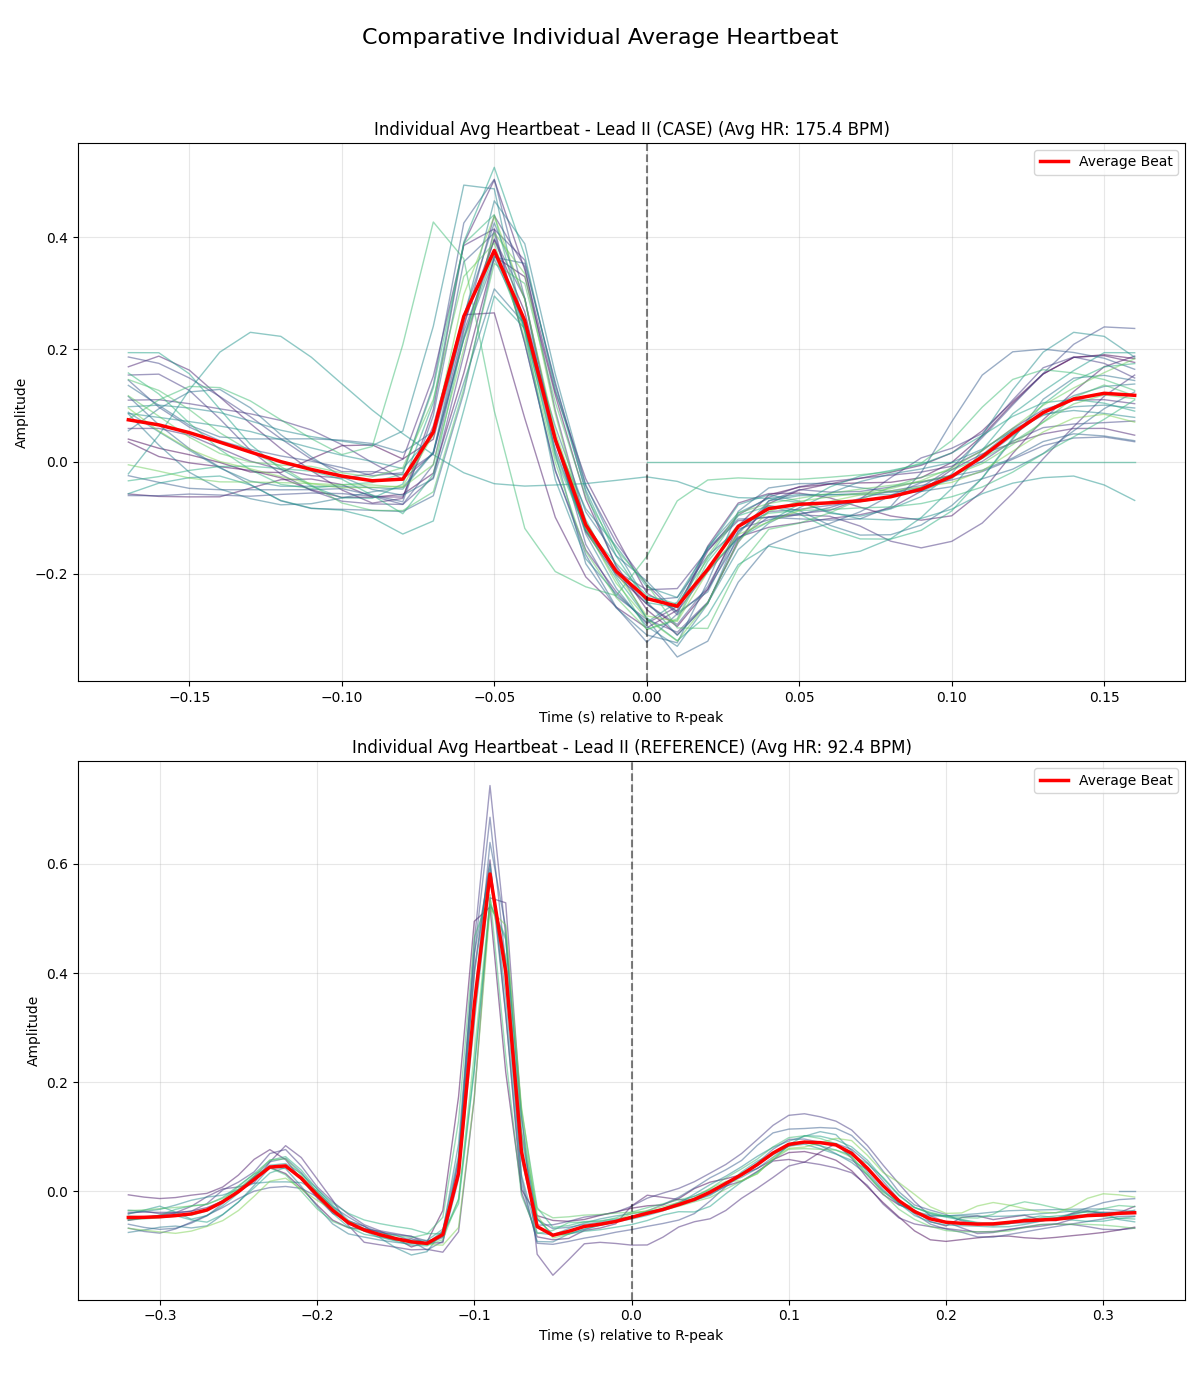 Comparative Individual Average Heartbeat
Individual Avg Heartbeat - Lead II (CASE) (Avg HR: 175.4 BPM)
Average Beat
Amplitude
0.4
0.2
0.0
−0.2
−0.15 −0.10 −0.05 0.00 0.05 0.10 0.15
Time (s) relative to R-peak
Individual Avg Heartbeat - Lead II (REFERENCE) (Avg HR: 92.4 BPM)
Average Beat
Amplitude
0.6
0.4
0.2
0.0
−0.3 −0.2 −0.1 0.0 0.1 0.2 0.3
Time (s) relative to R-peak